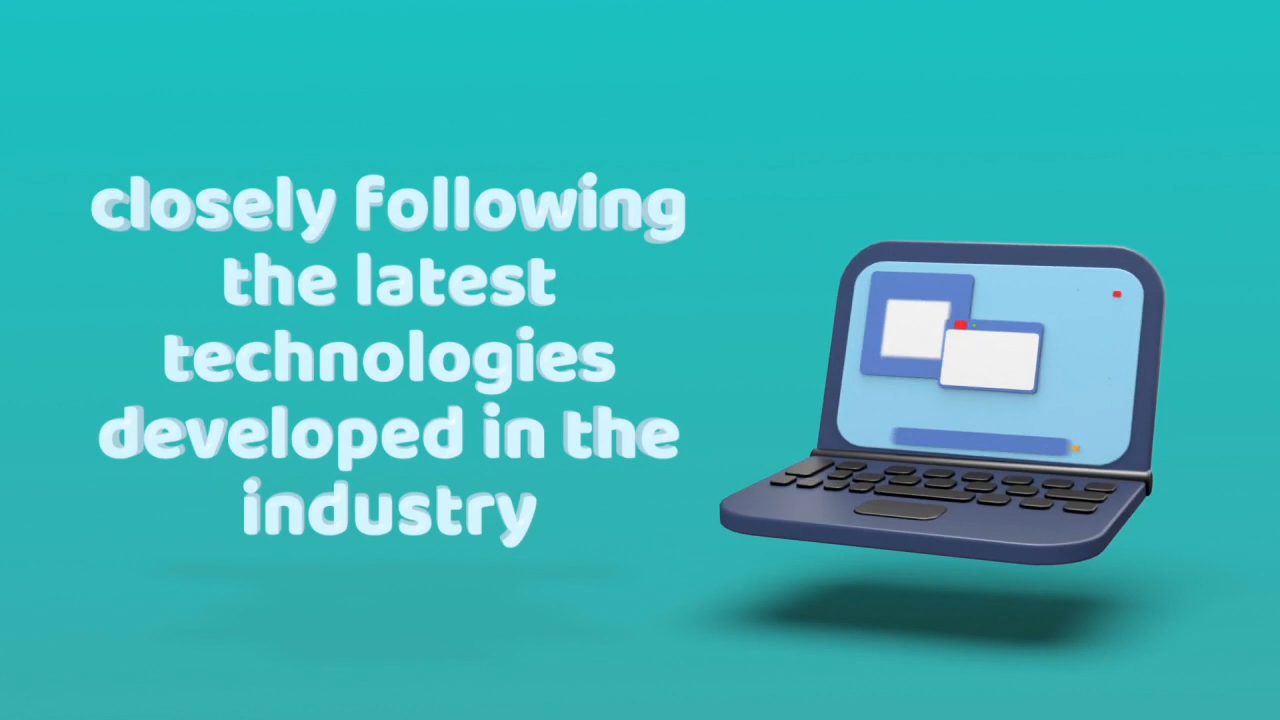 closely following
the latest
technologies
developed in the
industry